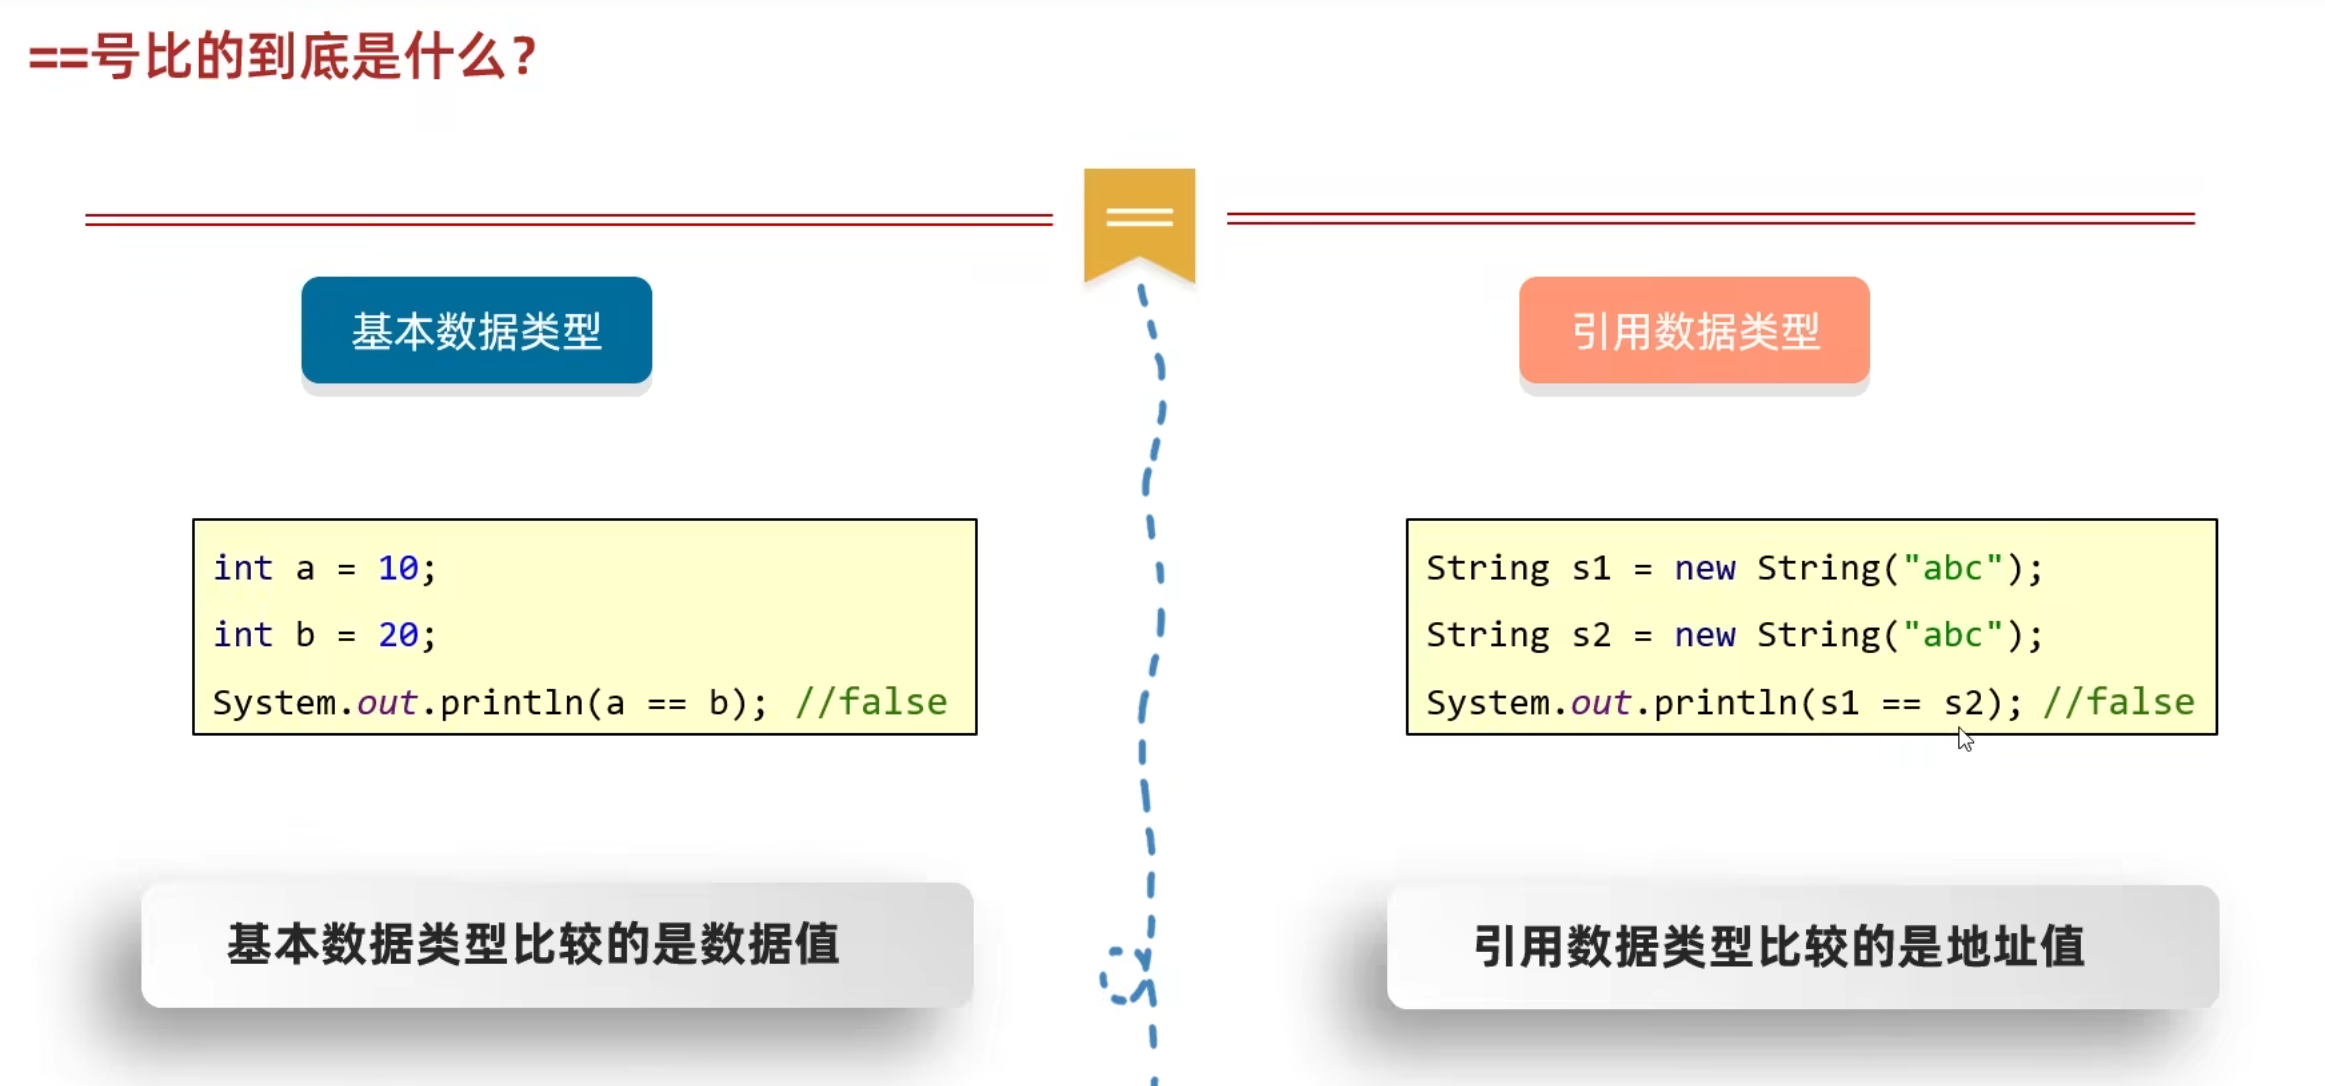 ==号比的到底是什么?
基本数据类型
int a = 10;
int b = 20;
System.out.println(a == b); //false
基本数据类型比较的是数据值
引用数据类型
String s1 = new String("abc");
String s2 = new String("abc");
System.out.println(s1 == s2); //false
引用数据类型比较的是地址值